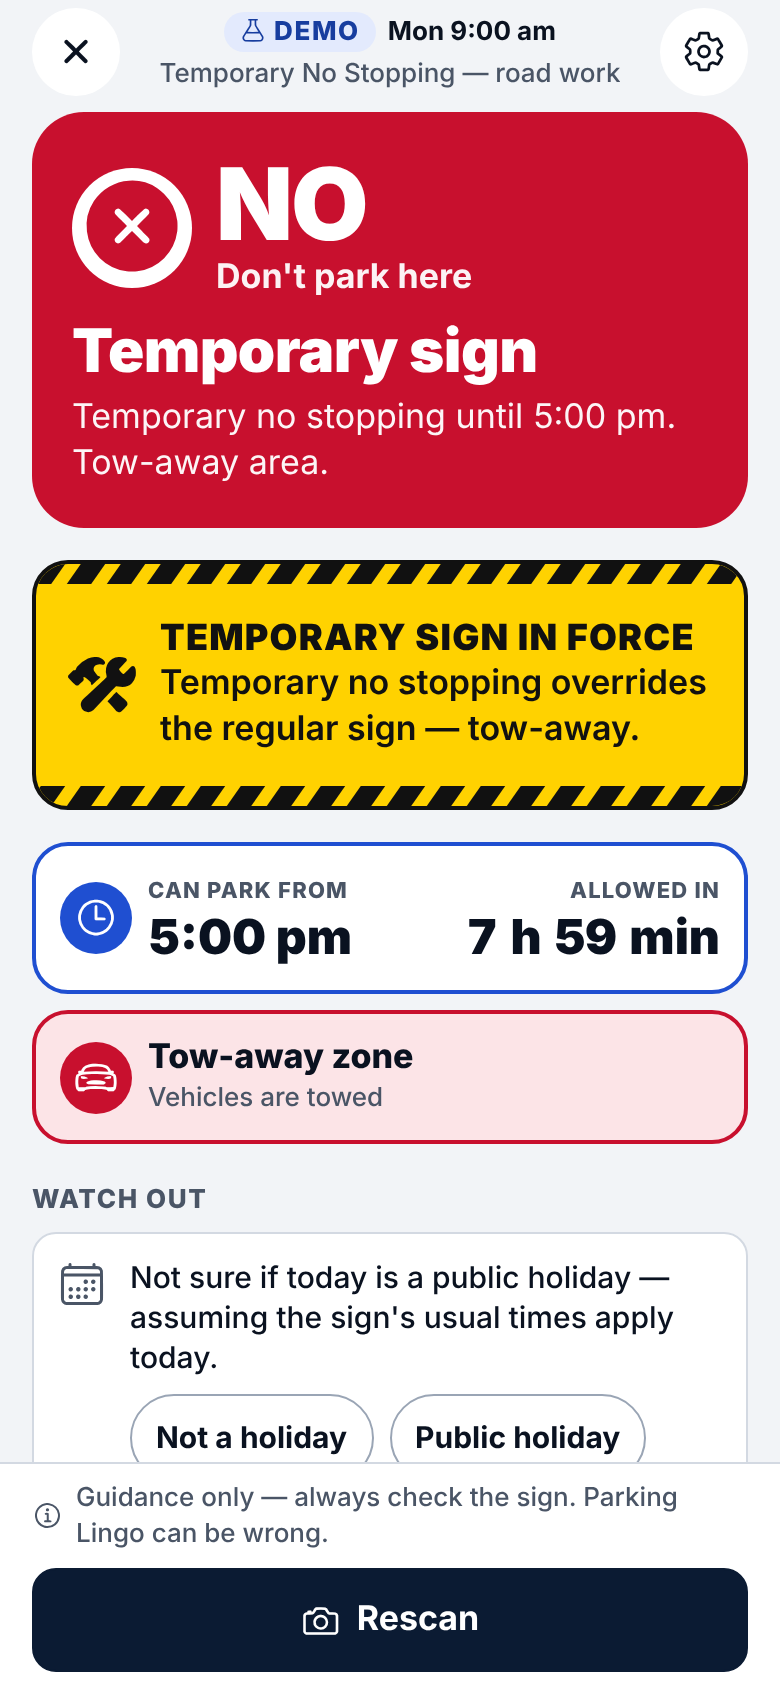 DEMO Mon 9:00 am
Temporary No Stopping — road work
NO
Don't park here
Temporary sign
Temporary no stopping until 5:00 pm.
Tow-away area.
TEMPORARY SIGN IN FORCE
Temporary no stopping overrides
the regular sign — tow-away.
CAN PARK FROM
5:00 pm
ALLOWED IN
7 h 59 min
Tow-away zone
Vehicles are towed
WATCH OUT
Not sure if today is a public holiday —
assuming the sign's usual times apply
today.
Not a holiday
Public holiday
Guidance only — always check the sign. Parking
Lingo can be wrong.
Rescan